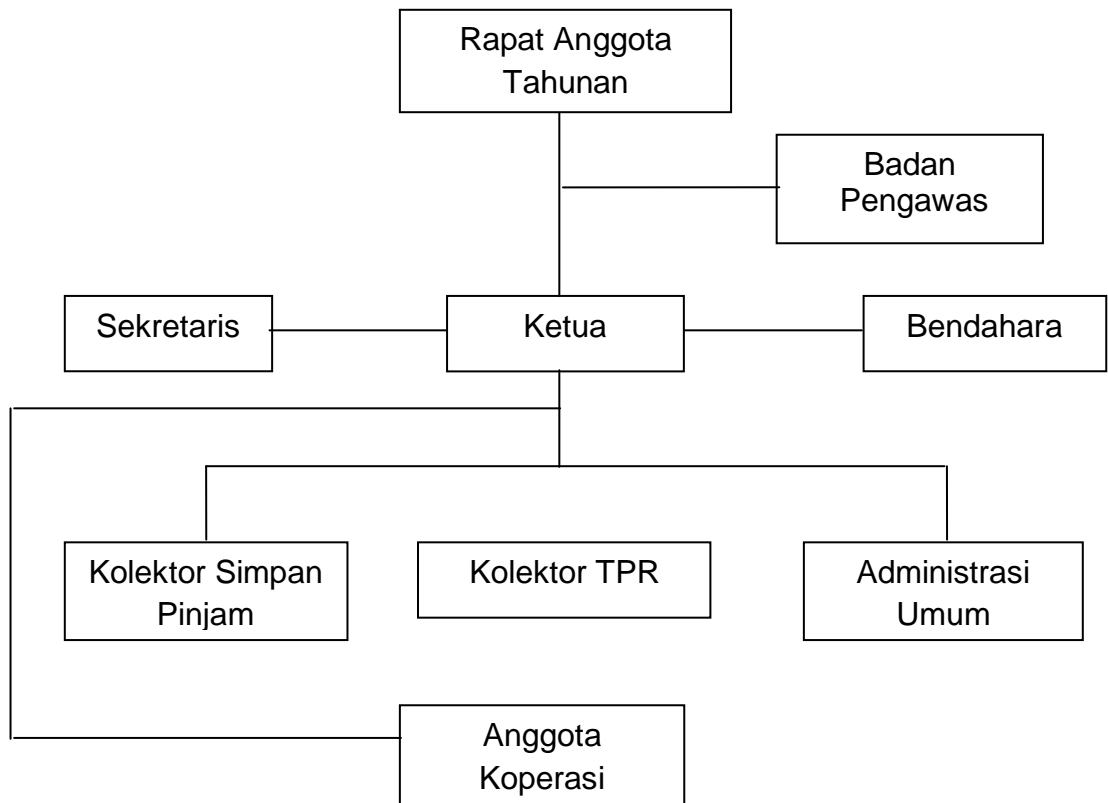 Rapat Anggota
Tahunan
Badan
Pengawas
Sekretaris
Ketua
Bendahara
Kolektor Simpan
Pinjam
Kolektor TPR
Administrasi
Umum
Anggota
Koperasi